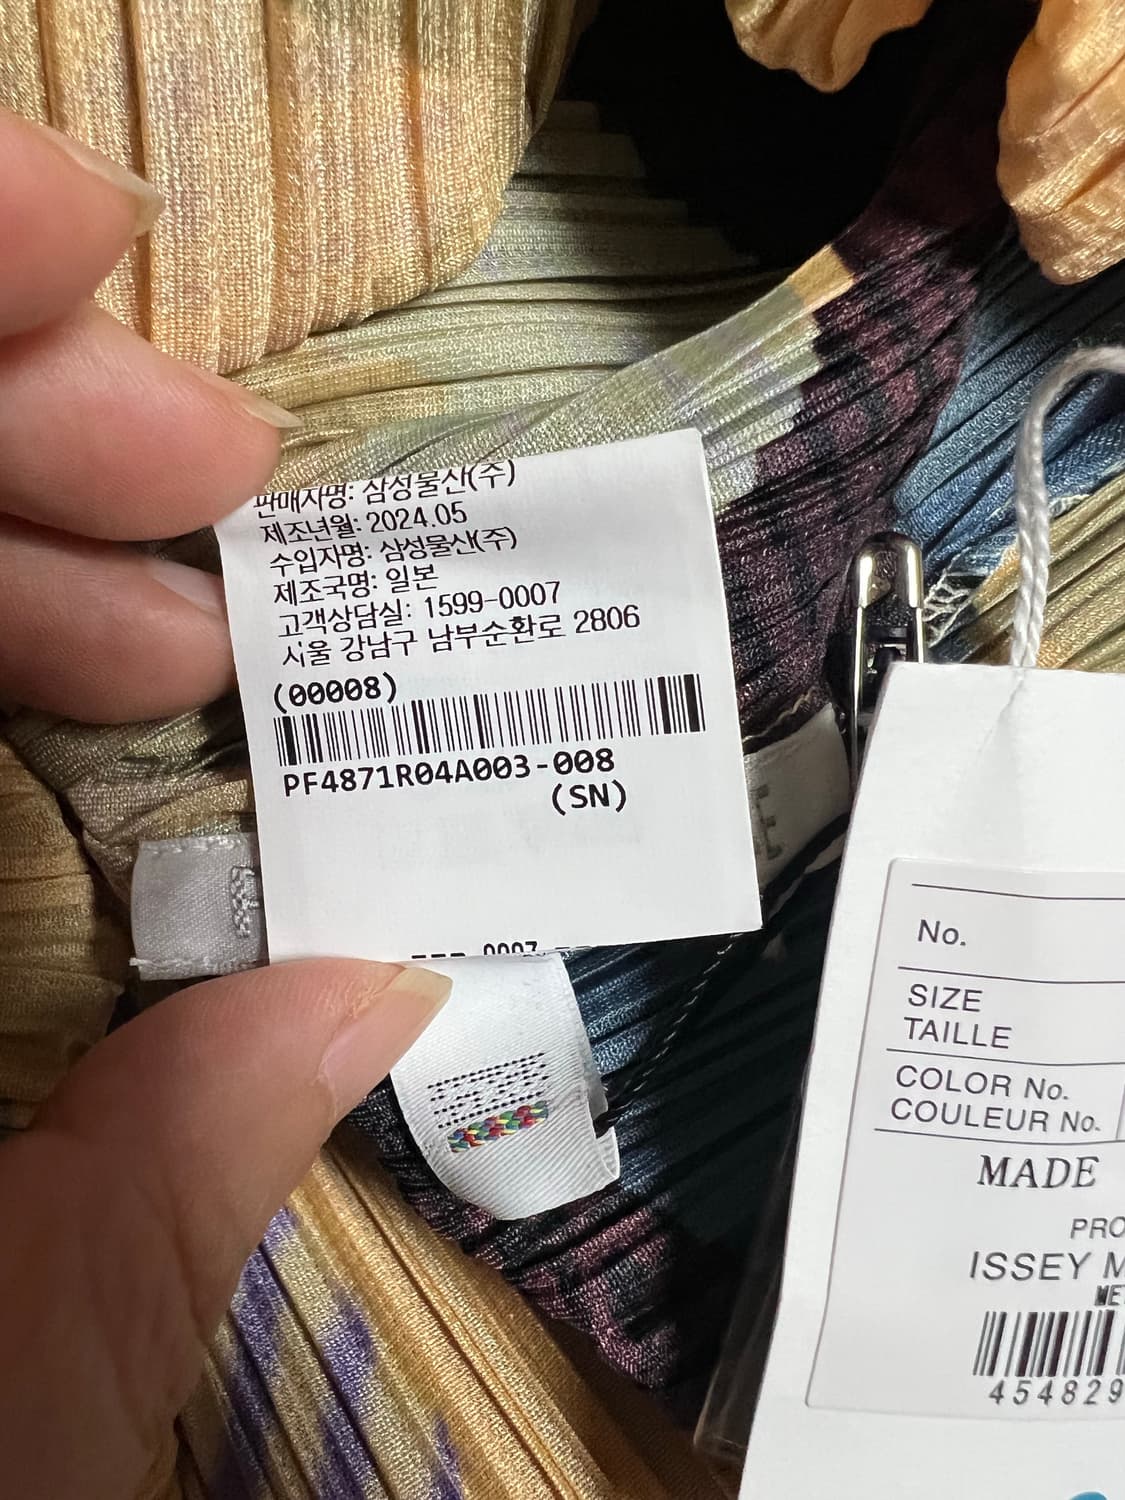 판매자명: 삼성물산(주)
제조년월: 2024.05
수입자명: 삼성물산(주)
제조국명: 일본
고객상담실: 1599-0007
서울 강남구 남부순환로 2806
(00008)
PF4871R04A003-008
(SN)
No.
SIZE
TAILLE
COLOR No.
COULEUR No.
MADE
PRO
ISSEY M
ME
454829